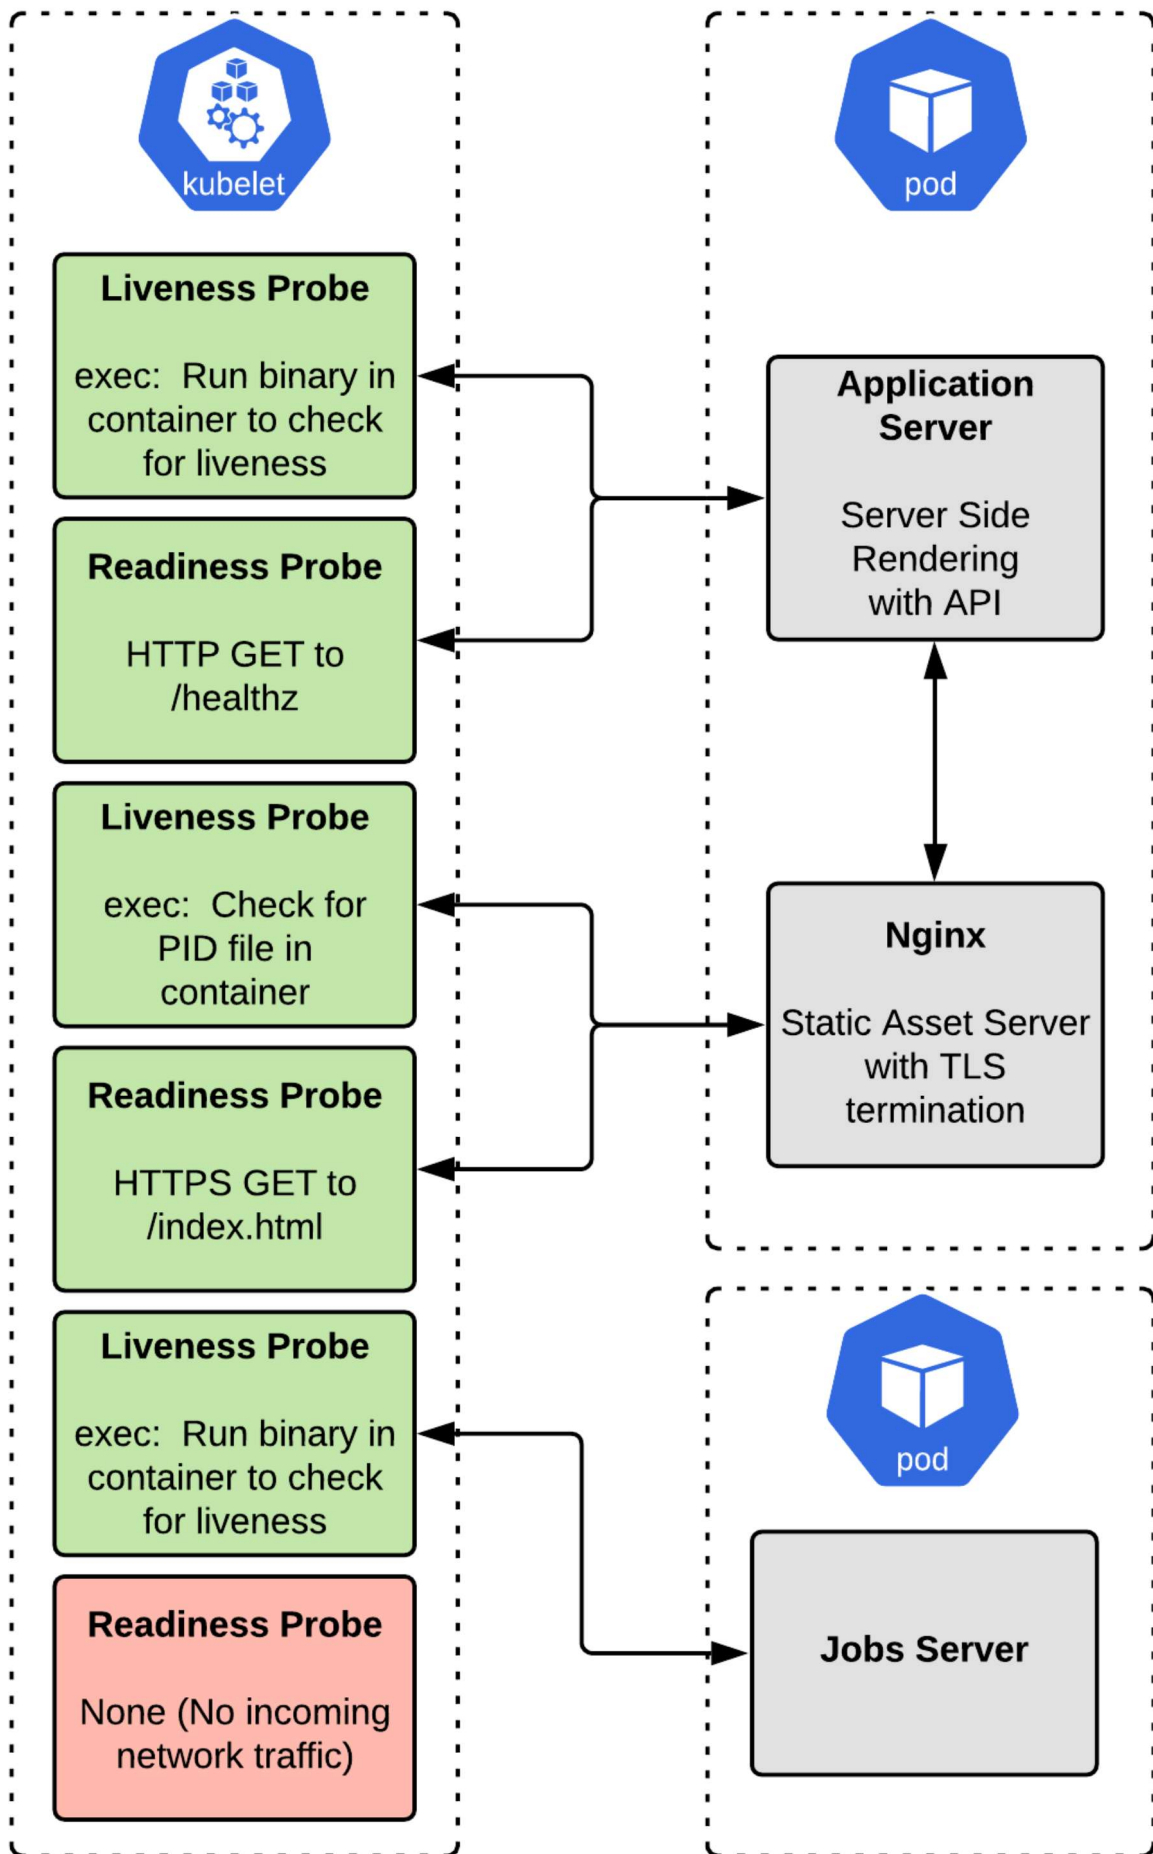 kubelet
Liveness Probe
exec:  Run binary in
container to check
for liveness
Readiness Probe
HTTP GET to
/healthz
Liveness Probe
exec:  Check for
PID file in
container
Readiness Probe
HTTPS GET to
/index.html
Liveness Probe
exec:  Run binary in
container to check
for liveness
Readiness Probe
None (No incoming
network traffic)
pod
Application
Server
Server Side
Rendering
with API
Nginx
Static Asset Server
with TLS
termination
pod
Jobs Server